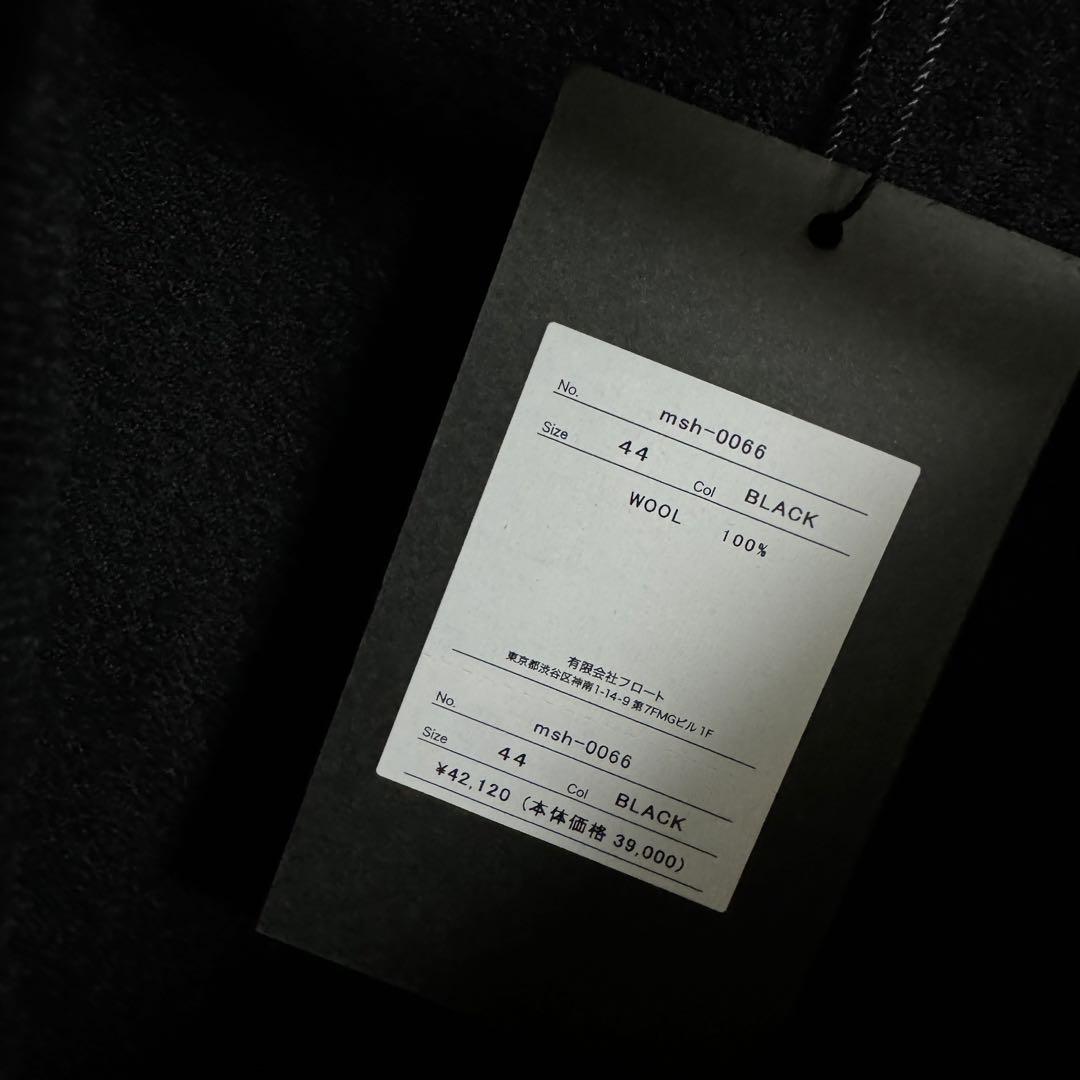 No. msh-0066
Size 44 Col BLACK
WOOL 100%
有限会社フロート
東京都渋谷区神南1-14-9 第7FMGビル 1F
No. msh-0066
Size 44 Col BLACK
¥42,120 (本体価格 39,000)